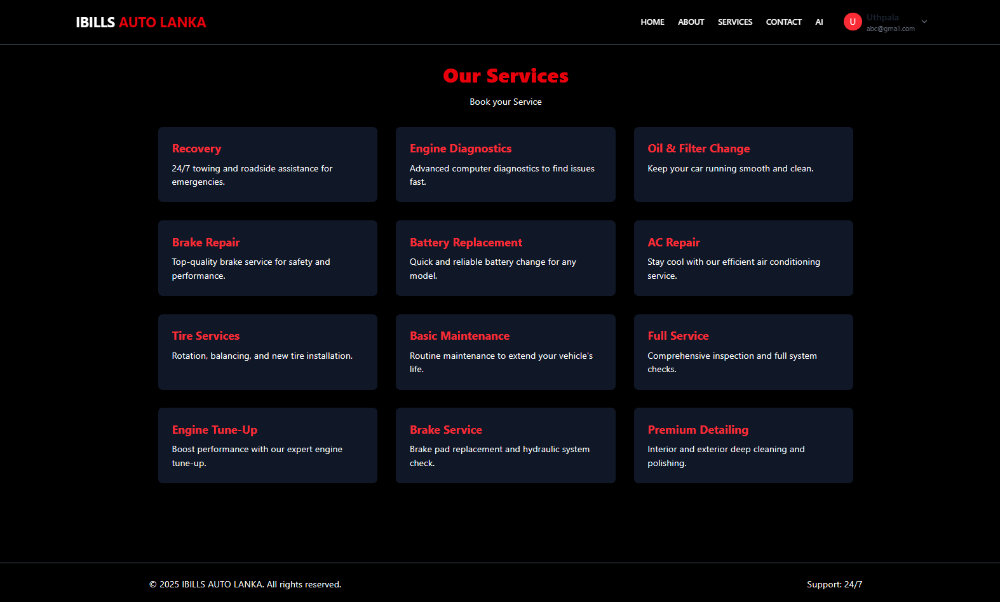 IBILLS AUTO LANKA
HOME ABOUT SERVICES CONTACT AI
U
Uthpala
abc@gmail.com
Our Services
Book your Service
Recovery
24/7 towing and roadside assistance for
emergencies.
Engine Diagnostics
Advanced computer diagnostics to find issues
fast.
Oil & Filter Change
Keep your car running smooth and clean.
Brake Repair
Top-quality brake service for safety and
performance.
Battery Replacement
Quick and reliable battery change for any
model.
AC Repair
Stay cool with our efficient air conditioning
service.
Tire Services
Rotation, balancing, and new tire installation.
Basic Maintenance
Routine maintenance to extend your vehicle's
life.
Full Service
Comprehensive inspection and full system
checks.
Engine Tune-Up
Boost performance with our expert engine
tune-up.
Brake Service
Brake pad replacement and hydraulic system
check.
Premium Detailing
Interior and exterior deep cleaning and
polishing.
© 2025 IBILLS AUTO LANKA. All rights reserved.
Support: 24/7